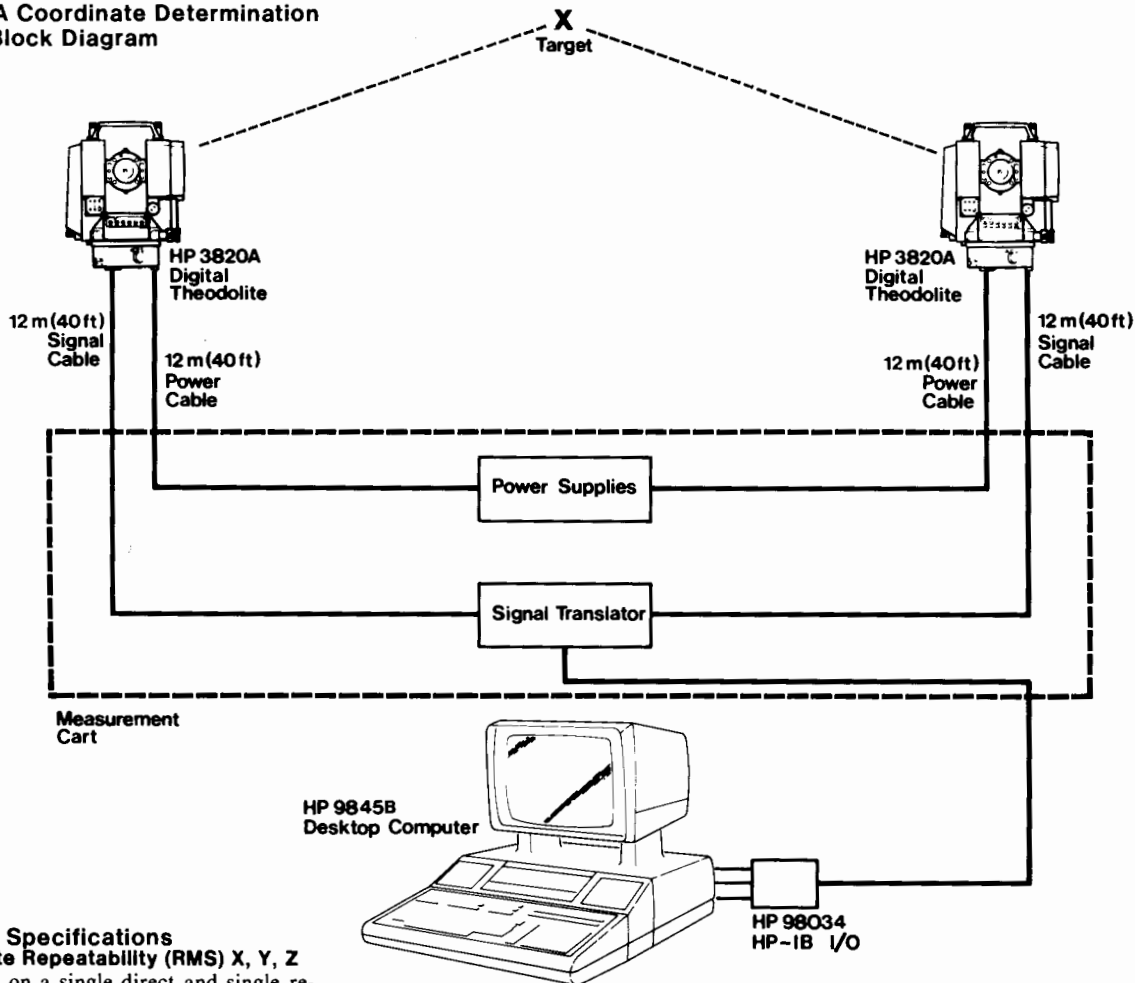 A Coordinate Determination
Block Diagram
X
Target
HP 3820A
Digital
Theodolite
HP 3820A
Digital
Theodolite
12 m (40 ft)
Signal
Cable
12 m (40 ft)
Power
Cable
12 m (40 ft)
Power
Cable
12 m (40 ft)
Signal
Cable
Power Supplies
Signal Translator
Measurement
Cart
HP 9845B
Desktop Computer
HP 98034
HP-IB I/O
Specifications
Repeatability (RMS) X, Y, Z
on a single direct and single re-